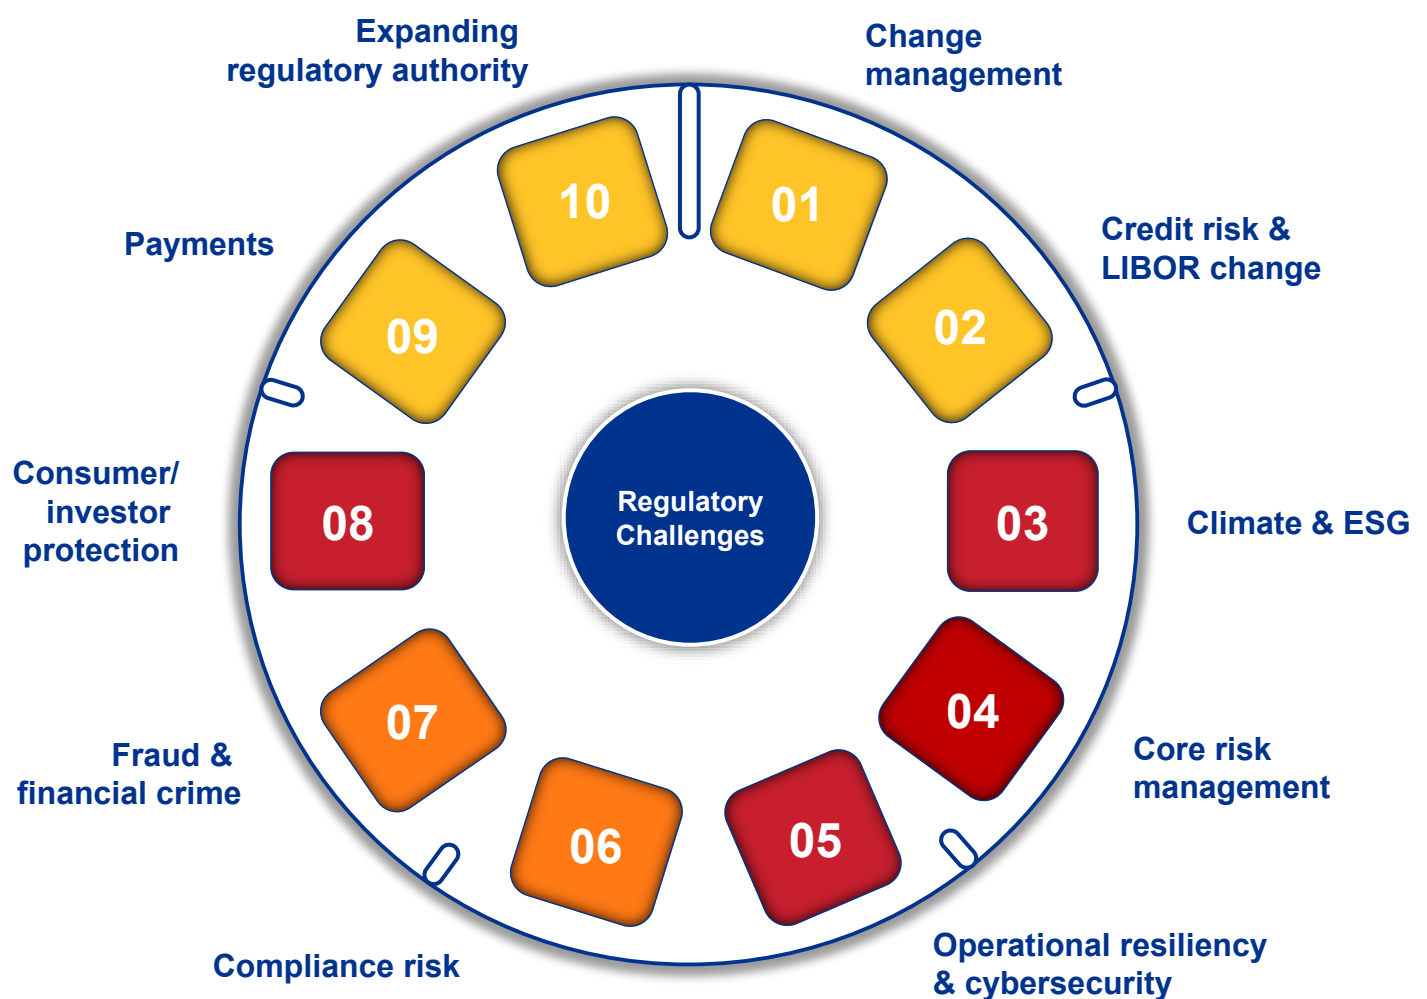 Expanding
regulatory authority
Change
management
10
01
Payments
Credit risk &
LIBOR change
09
02
Consumer/
investor
protection
08
Regulatory
Challenges
03
Climate & ESG
07
04
Fraud &
financial crime
Core risk
management
06
05
Compliance risk
Operational resiliency
& cybersecurity